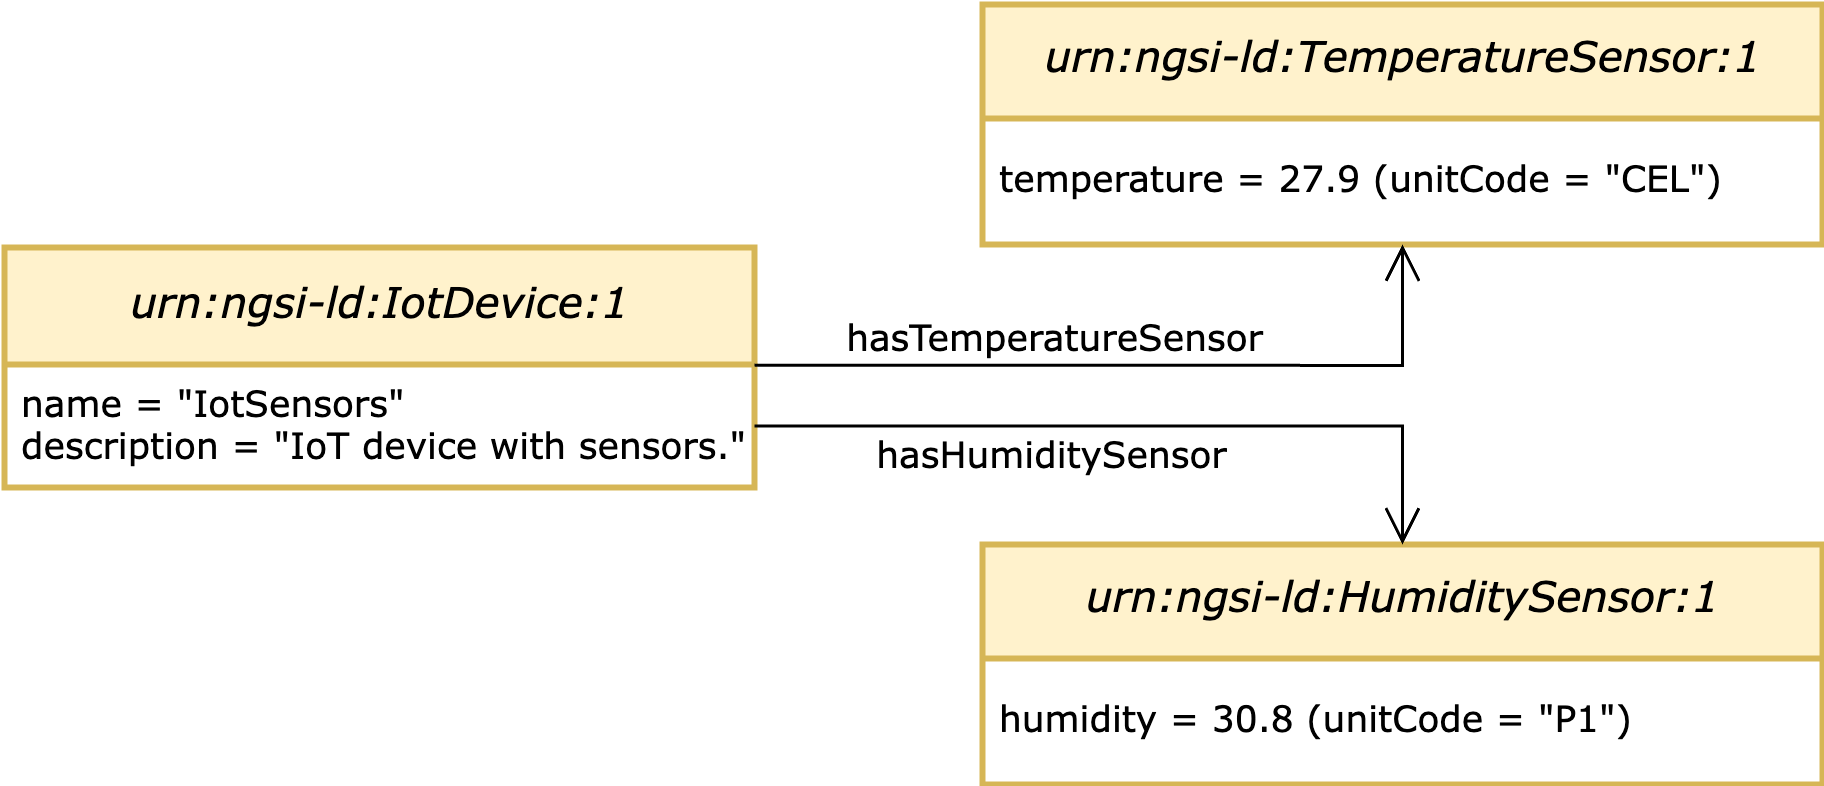 urn:ngsi-ld:TemperatureSensor:1
temperature = 27.9 (unitCode = "CEL")
urn:ngsi-ld:IotDevice:1
name = "IotSensors"
description = "IoT device with sensors."
hasTemperatureSensor
hasHumiditySensor
urn:ngsi-ld:HumiditySensor:1
humidity = 30.8 (unitCode = "P1")